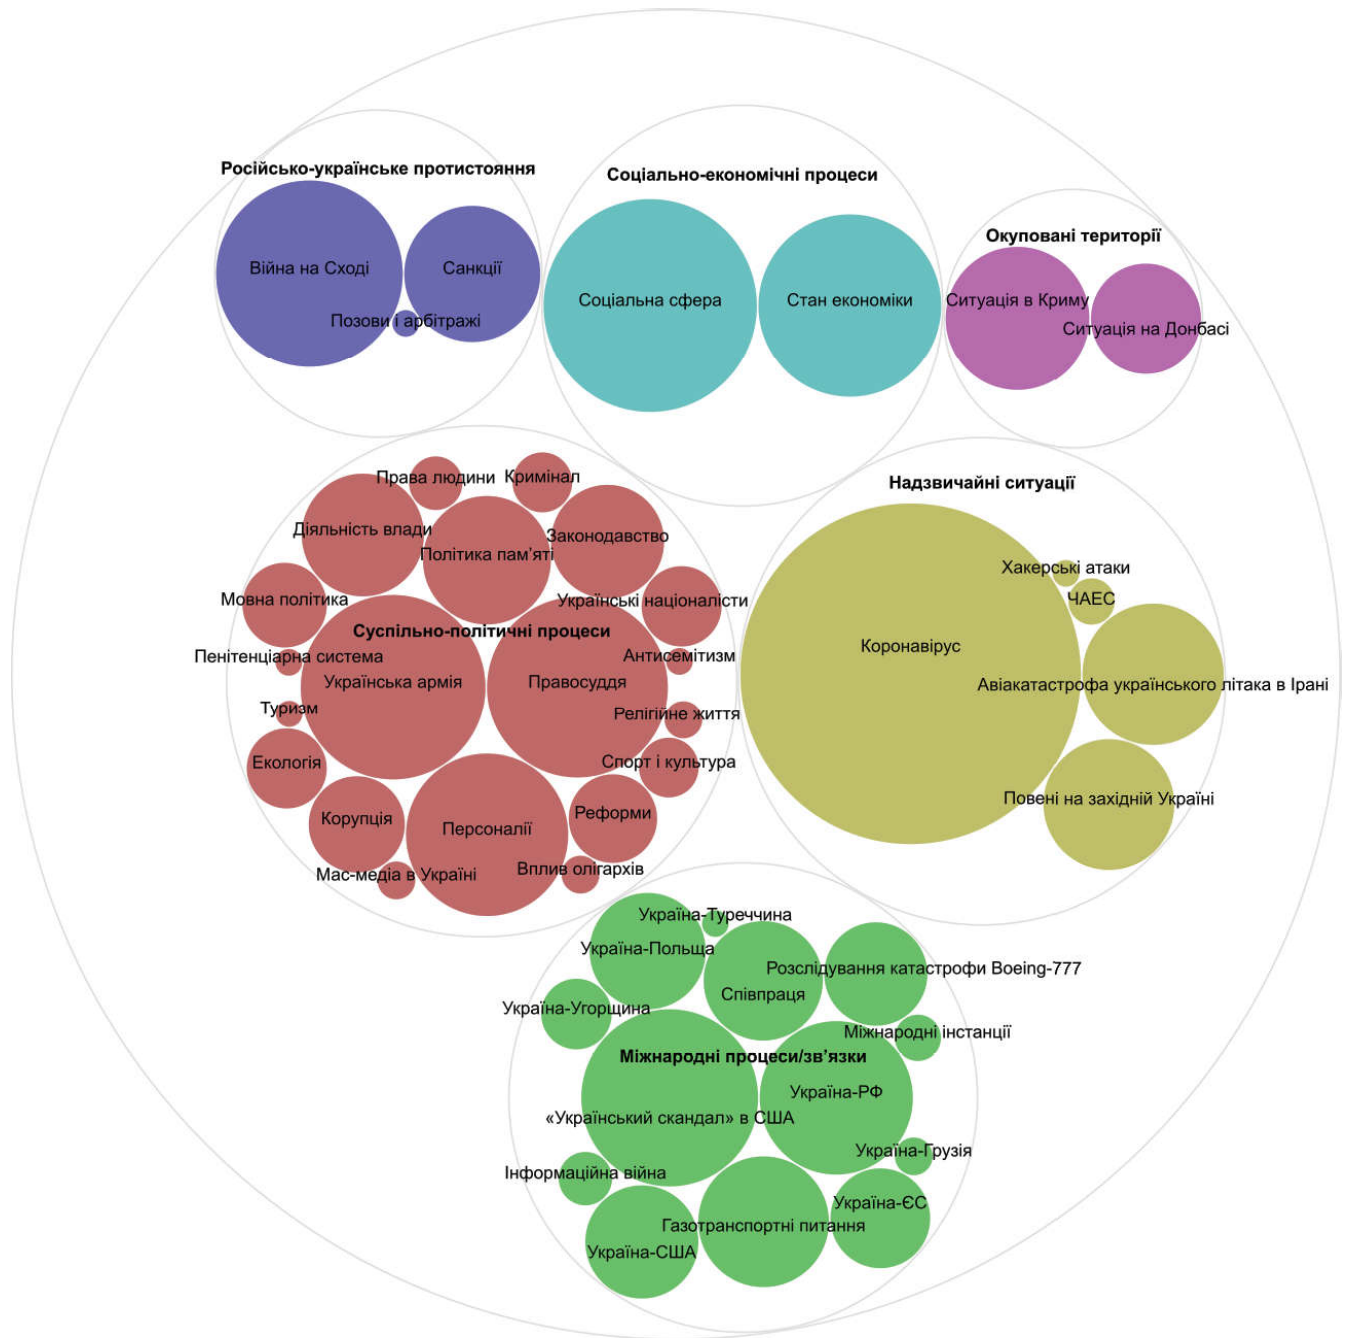 Російсько-українське протистояння
Війна на Сході
Санкції
Позови і арбітражі
Соціально-економічні процеси
Соціальна сфера
Стан економіки
Окуповані території
Ситуація в Криму
Ситуація на Донбасі
Права людини
Кримінал
Діяльність влади
Політика пам'яті
Законодавство
Мовна політика
Українські націоналісти
Суспільно-політичні процеси
Пенітенціарна система
Антисемітизм
Українська армія
Правосуддя
Туризм
Релігійне життя
Екологія
Спорт і культура
Корупція
Персоналії
Реформи
Мас-медіа в Україні
Вплив олігархів
Надзвичайні ситуації
Хакерські атаки
ЧАЕС
Коронавірус
Авіакатастрофа українського літака в Ірані
Повені на західній Україні
Україна-Туреччина
Україна-Польща
Розслідування катастрофи Boeing-777
Співпраця
Україна-Угорщина
Міжнародні інстанції
Міжнародні процеси/зв'язки
Україна-РФ
«Український скандал» в США
Україна-Грузія
Інформаційна війна
Україна-ЄС
Газотранспортні питання
Україна-США